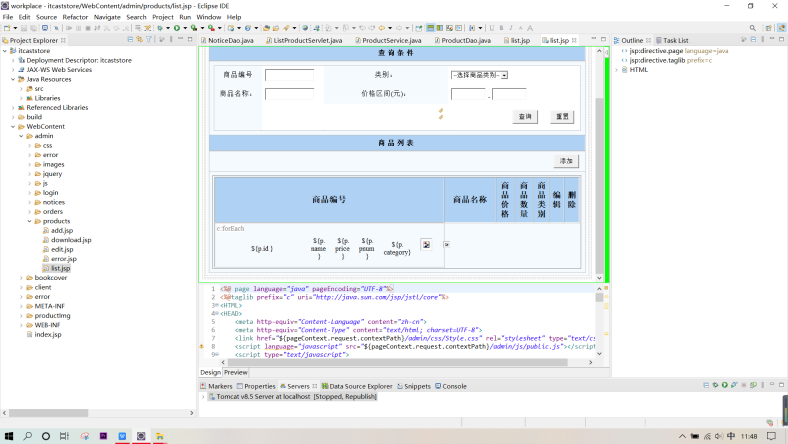 workplace - itcaststore/WebContent/admin/products/list.jsp - Eclipse IDE
File Edit Source Refactor Navigate Search Project Run Window Help
Project Explorer
itcaststore
Deployment Descriptor: itcaststore
JAX-WS Web Services
Java Resources
src
Libraries
Referenced Libraries
build
WebContent
admin
css
error
images
jquery
js
login
notices
orders
products
add.jsp
download.jsp
edit.jsp
error.jsp
list.jsp
bookcover
client
error
META-INF
productimg
WEB-INF
index.jsp
NoticeDao.java ListProductServlet.java ProductService.java ProductDao.java list.jsp list.jsp
查 询 条 件
商品编号 类别： --选择商品类别--
商品名称： 价格区间(元)： -
查询 重置
商 品 列 表
添加
商品编号 商品名称 商品价格 商品数量 商品类别 编辑 删除
c:forEach
${p.id } ${p.name } ${p.price } ${p.pnum } ${p.category}
1 <%@ page language="java" pageEncoding="UTF-8"%>
2 <%@taglib prefix="c" uri="http://java.sun.com/jsp/jstl/core"%>
3 <HTML>
4 <HEAD>
5 <meta http-equiv="Content-Language" content="zh-cn">
6 <meta http-equiv="Content-Type" content="text/html; charset=UTF-8">
7 <link href="${pageContext.request.contextPath}/admin/css/Style.css" rel="stylesheet" type="text/cs
8 <script language="javascript" src="${pageContext.request.contextPath}/admin/js/public.js"></script>
9 <script type="text/javascript">
Design Preview
Markers Properties Servers Data Source Explorer Snippets Console
Tomcat v8.5 Server at localhost [Stopped, Republish]
Outline Task List
jsp:directive.page language=java
jsp:directive.taglib prefix=c
HTML
中 11:48